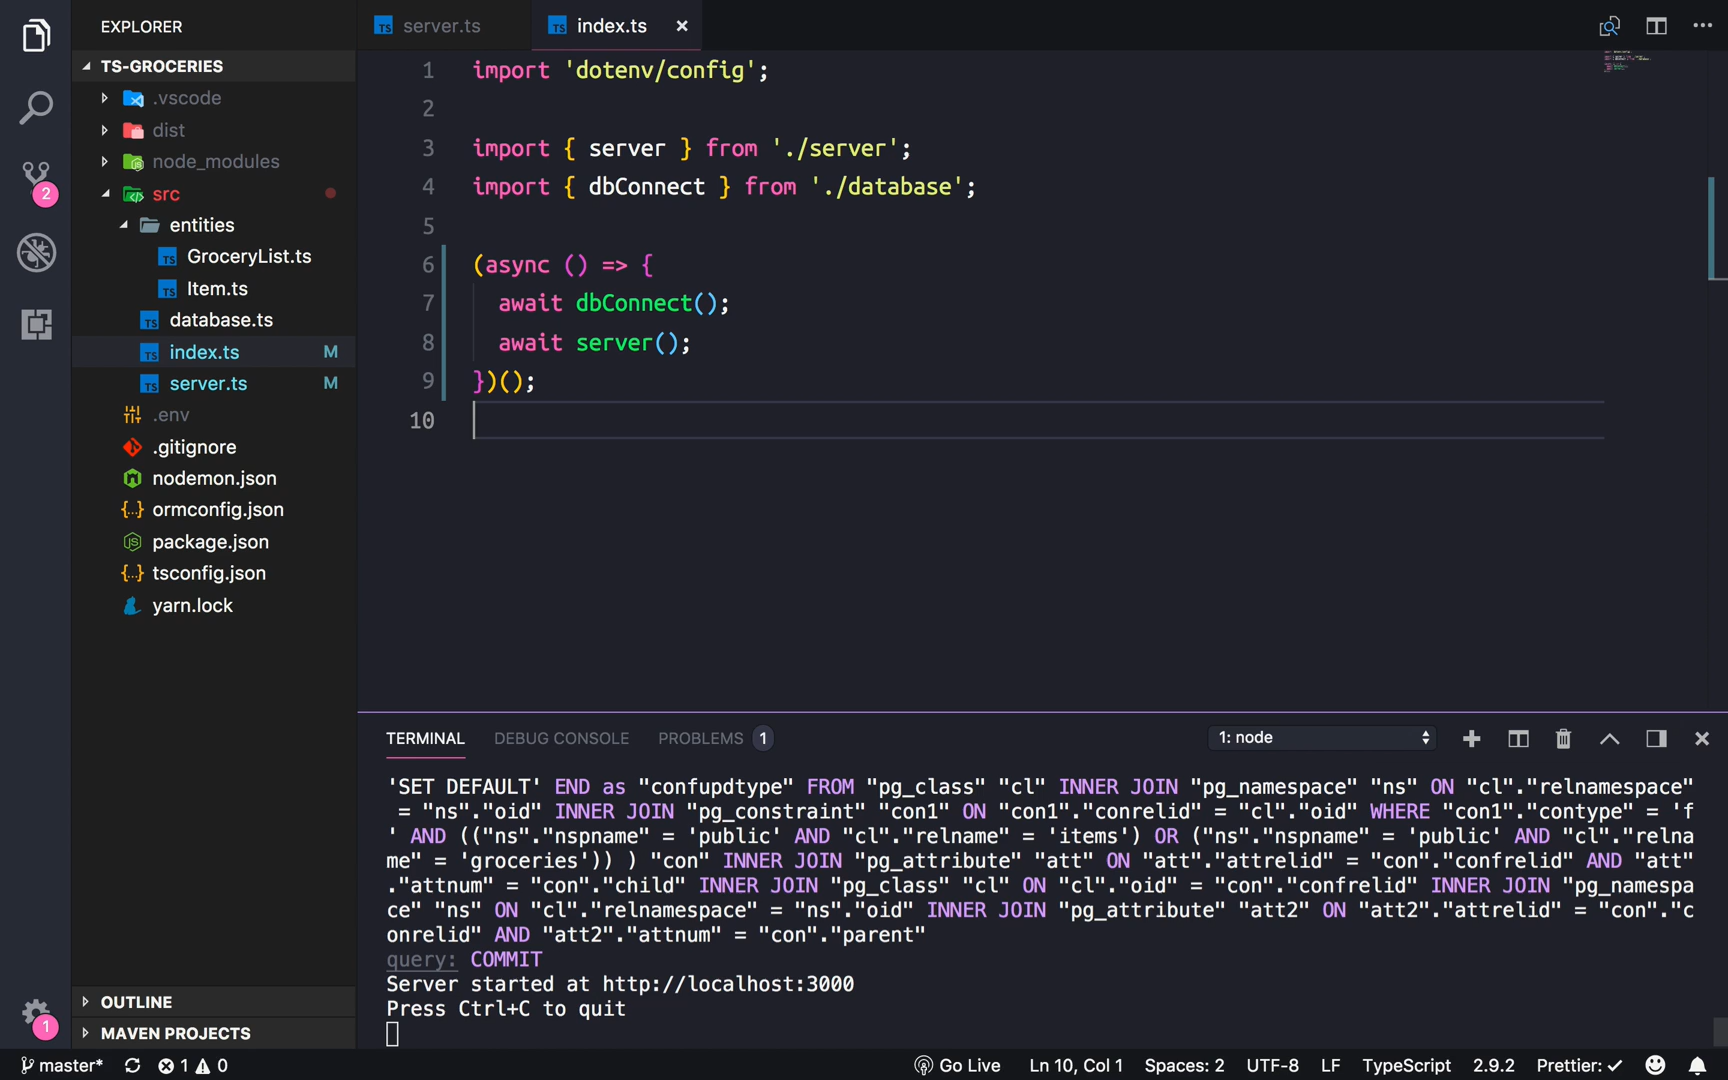 EXPLORER
TS-GROCERIES
.vscode
dist
node_modules
src
entities
GroceryList.ts
Item.ts
database.ts
index.ts M
server.ts M
.env
.gitignore
nodemon.json
ormconfig.json
package.json
tsconfig.json
yarn.lock
OUTLINE
MAVEN PROJECTS
2
1
server.ts
index.ts
1 import 'dotenv/config';
2
3 import { server } from './server';
4 import { dbConnect } from './database';
5
6 (async () => {
7 await dbConnect();
8 await server();
9 })();
10
TERMINAL DEBUG CONSOLE PROBLEMS 1 1: node
'SET DEFAULT' END as "confupdtype" FROM "pg_class" "cl" INNER JOIN "pg_namespace" "ns" ON "cl"."relnamespace"
= "ns"."oid" INNER JOIN "pg_constraint" "con1" ON "con1"."conrelid" = "cl"."oid" WHERE "con1"."contype" = 'f
' AND (("ns"."nspname" = 'public' AND "cl"."relname" = 'items') OR ("ns"."nspname" = 'public' AND "cl"."relna
me" = 'groceries')) ) "con" INNER JOIN "pg_attribute" "att" ON "att"."attrelid" = "con"."confrelid" AND "att"
."attnum" = "con"."child" INNER JOIN "pg_class" "cl" ON "cl"."oid" = "con"."confrelid" INNER JOIN "pg_namespa
ce" "ns" ON "cl"."relnamespace" = "ns"."oid" INNER JOIN "pg_attribute" "att2" ON "att2"."attrelid" = "con"."c
onrelid" AND "att2"."attnum" = "con"."parent"
query: COMMIT
Server started at http://localhost:3000
Press Ctrl+C to quit
master* 1 0 Go Live Ln 10, Col 1 Spaces: 2 UTF-8 LF TypeScript 2.9.2 Prettier: ✓